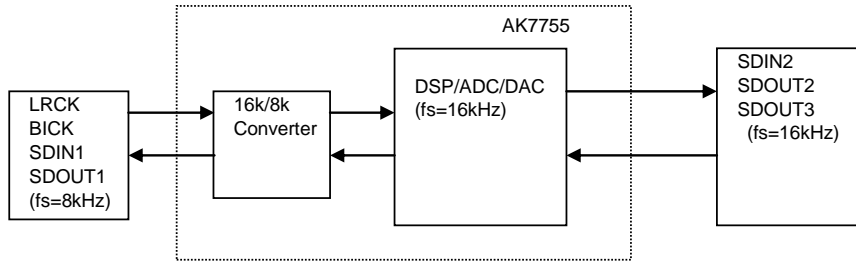 AK7755
LRCK
BICK
SDIN1
SDOUT1
(fs=8kHz)
16k/8k
Converter
DSP/ADC/DAC
(fs=16kHz)
SDIN2
SDOUT2
SDOUT3
(fs=16kHz)